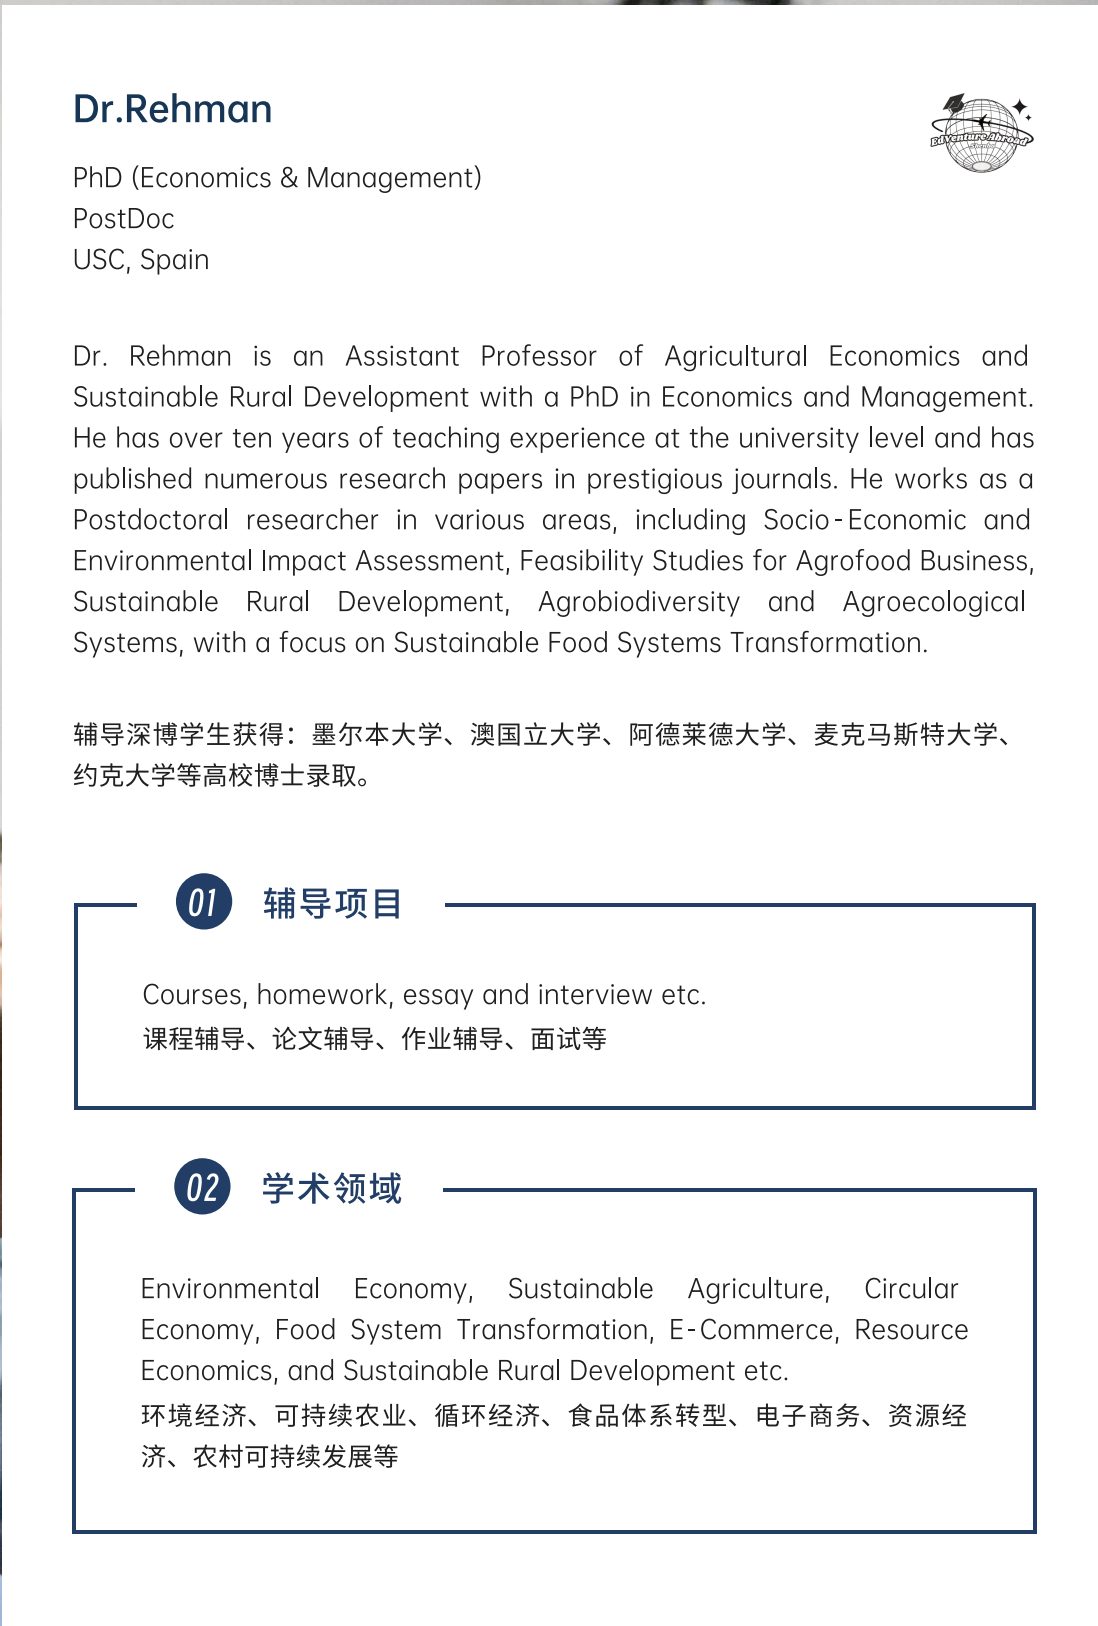 Dr.Rehman
EdVenture Abroad
PhD (Economics & Management)
PostDoc
USC, Spain
Dr. Rehman is an Assistant Professor of Agricultural Economics and
Sustainable Rural Development with a PhD in Economics and Management.
He has over ten years of teaching experience at the university level and has
published numerous research papers in prestigious journals. He works as a
Postdoctoral researcher in various areas, including Socio-Economic and
Environmental Impact Assessment, Feasibility Studies for Agrofood Business,
Sustainable Rural Development, Agrobiodiversity and Agroecological
Systems, with a focus on Sustainable Food Systems Transformation.
辅导深博学生获得：墨尔本大学、澳国立大学、阿德莱德大学、麦克马斯特大学、
约克大学等高校博士录取。
01 辅导项目
Courses, homework, essay and interview etc.
课程辅导、论文辅导、作业辅导、面试等
02 学术领域
Environmental Economy, Sustainable Agriculture, Circular
Economy, Food System Transformation, E-Commerce, Resource
Economics, and Sustainable Rural Development etc.
环境经济、可持续农业、循环经济、食品体系转型、电子商务、资源经
济、农村可持续发展等